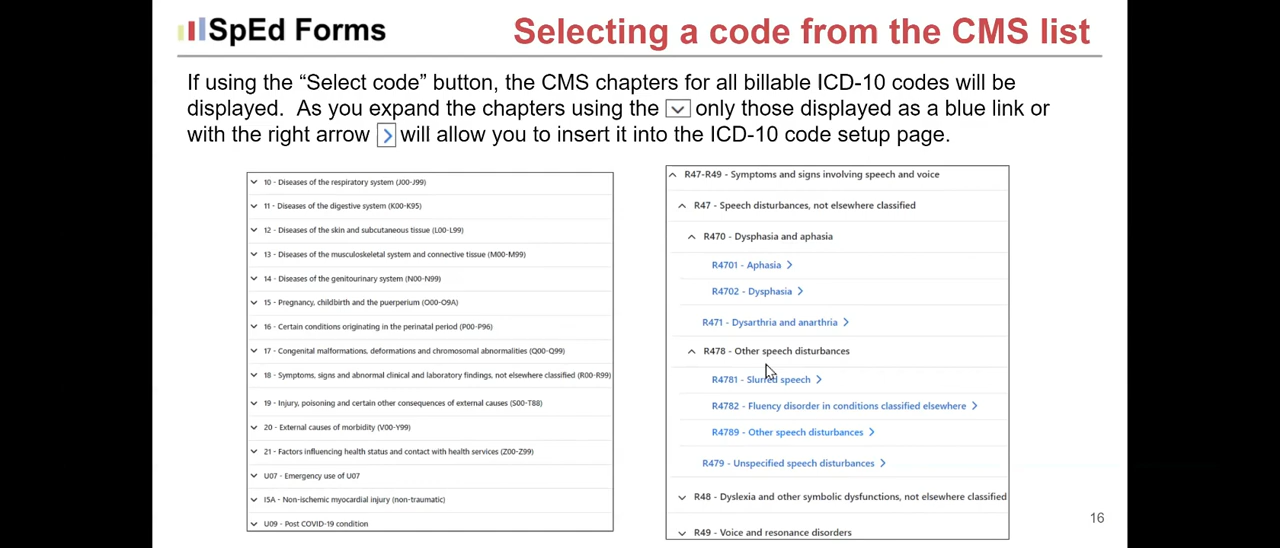 SpEd Forms
Selecting a code from the CMS list
If using the “Select code” button, the CMS chapters for all billable ICD-10 codes will be
displayed. As you expand the chapters using the only those displayed as a blue link or
with the right arrow will allow you to insert it into the ICD-10 code setup page.
10 - Diseases of the respiratory system (J00-J99)
11 - Diseases of the digestive system (K00-K95)
12 - Diseases of the skin and subcutaneous tissue (L00-L99)
13 - Diseases of the musculoskeletal system and connective tissue (M00-M99)
14 - Diseases of the genitourinary system (N00-N99)
15 - Pregnancy, childbirth and the puerperium (O00-O9A)
16 - Certain conditions originating in the perinatal period (P00-P96)
17 - Congenital malformations, deformations and chromosomal abnormalities (Q00-Q99)
18 - Symptoms, signs and abnormal clinical and laboratory findings, not elsewhere classified (R00-R99)
19 - Injury, poisoning and certain other consequences of external causes (S00-T88)
20 - External causes of morbidity (V00-Y99)
21 - Factors influencing health status and contact with health services (Z00-Z99)
U07 - Emergency use of U07
I5A - Non-ischemic myocardial injury (non-traumatic)
U09 - Post COVID-19 condition
R47-R49 - Symptoms and signs involving speech and voice
R47 - Speech disturbances, not elsewhere classified
R470 - Dysphasia and aphasia
R4701 - Aphasia
R4702 - Dysphasia
R471 - Dysarthria and anarthria
R478 - Other speech disturbances
R4781 - Slurred speech
R4782 - Fluency disorder in conditions classified elsewhere
R4789 - Other speech disturbances
R479 - Unspecified speech disturbances
R48 - Dyslexia and other symbolic dysfunctions, not elsewhere classified
R49 - Voice and resonance disorders
16